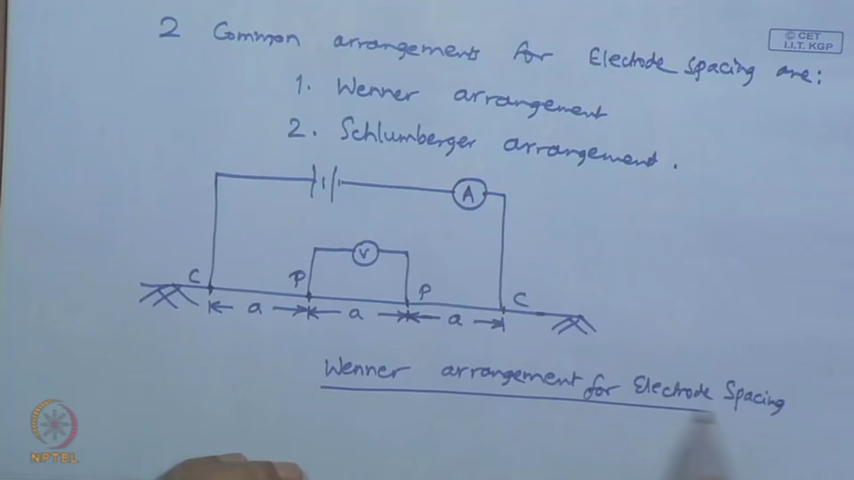 2 Common arrangements for Electrode spacing are:
© CET
I.I.T. KGP
1. Wenner arrangement
2. Schlumberger arrangement.
A
V
C P P C
a a a
Wenner arrangement for Electrode Spacing
NPTEL